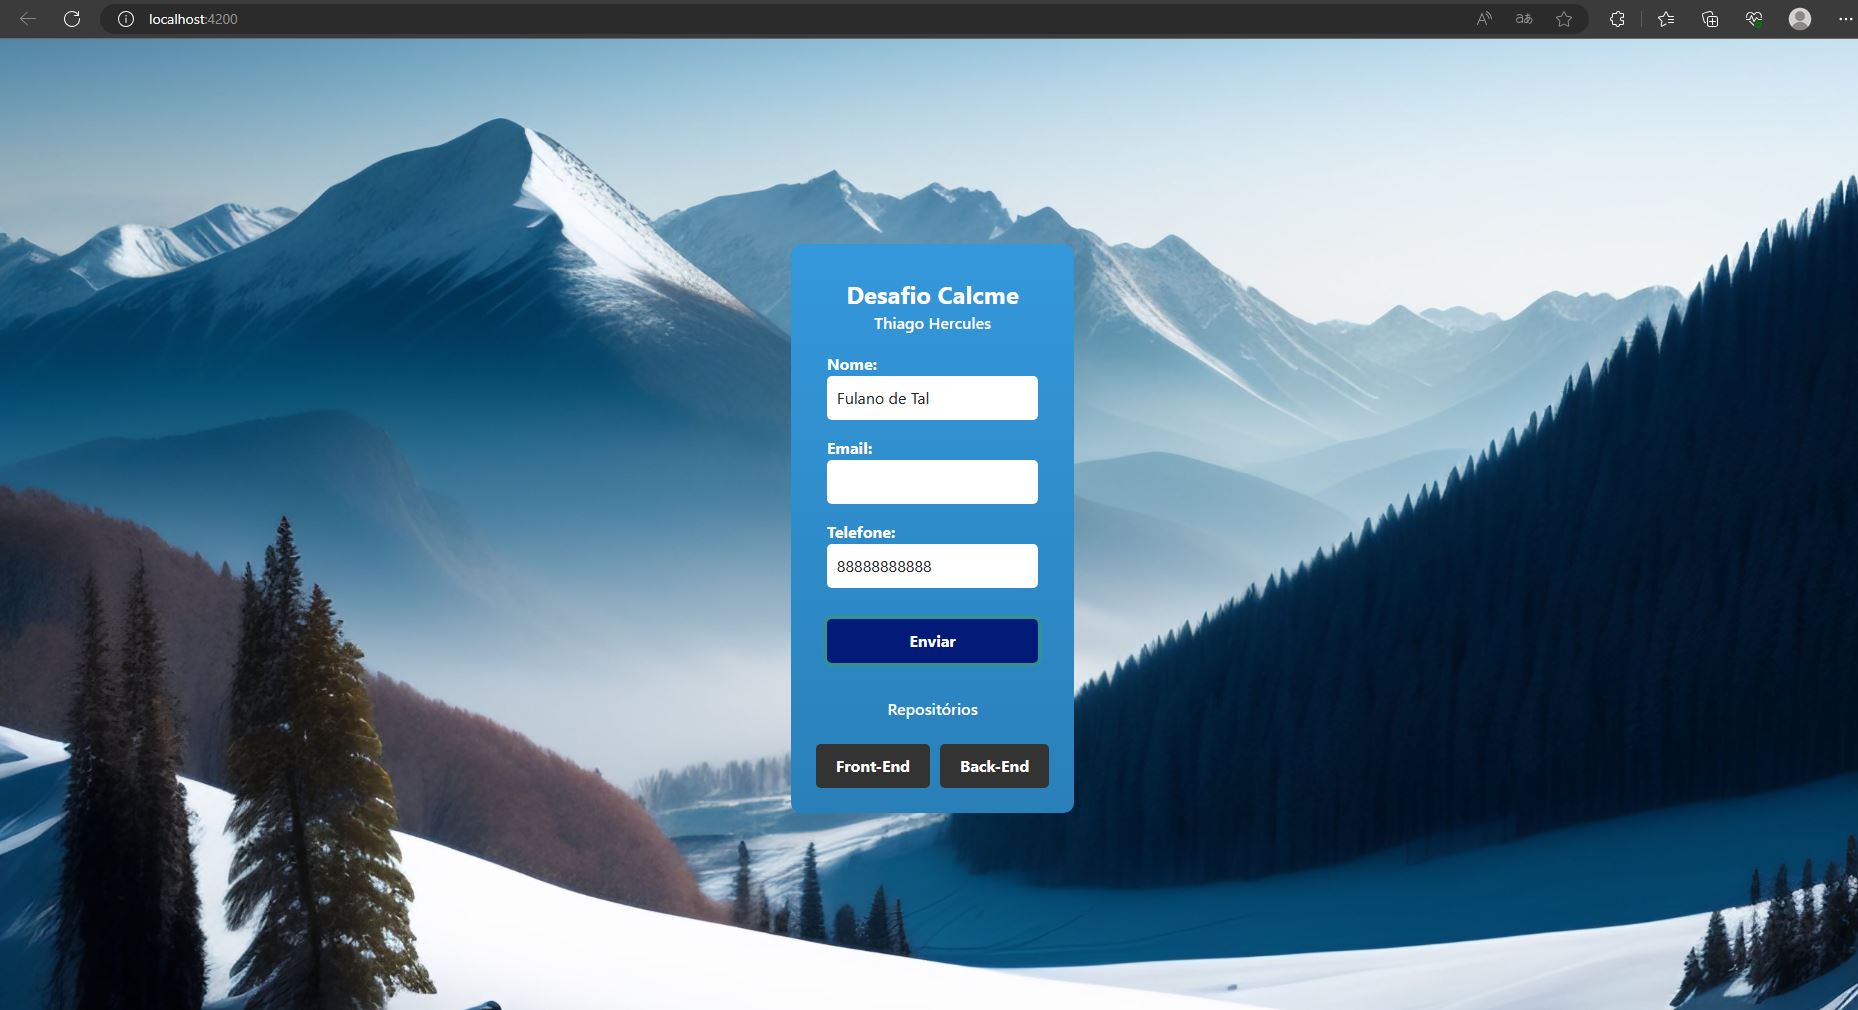 localhost:4200
Desafio Calcme
Thiago Hercules
Nome:
Fulano de Tal
Email:
Telefone:
88888888888
Enviar
Repositórios
Front-End Back-End